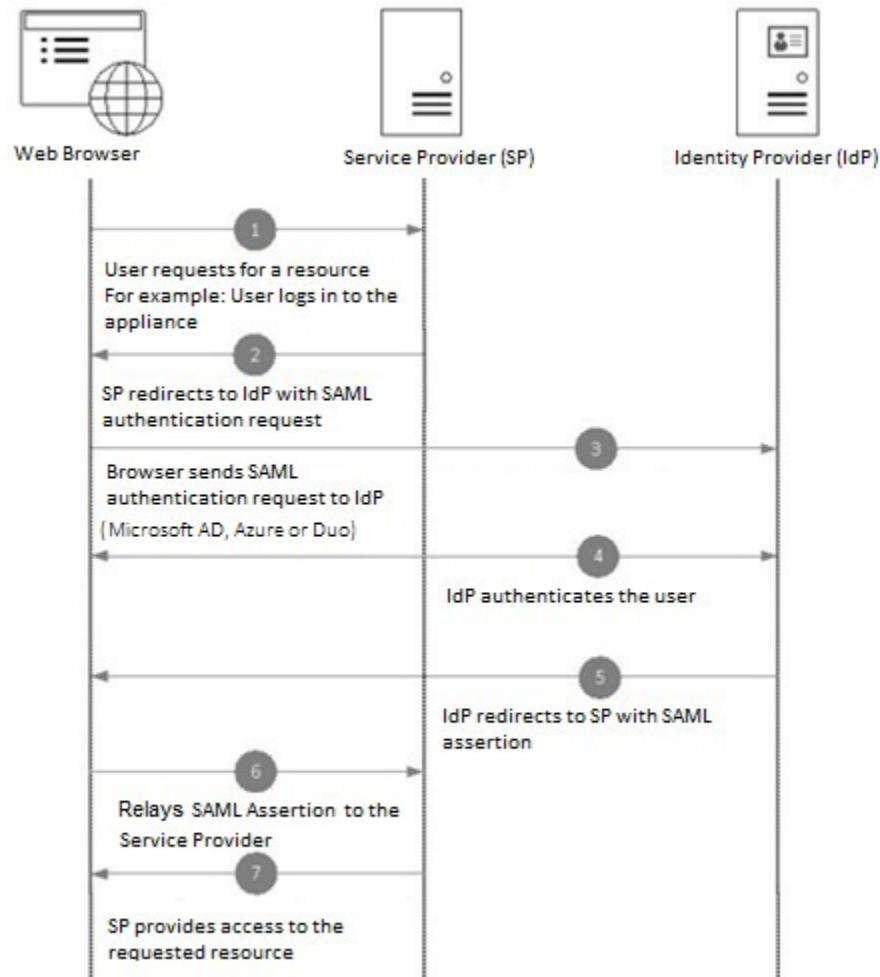 Web Browser
Service Provider (SP)
Identity Provider (IdP)
1
User requests for a resource
For example: User logs in to the
appliance
2
SP redirects to IdP with SAML
authentication request
3
Browser sends SAML
authentication request to IdP
(Microsoft AD, Azure or Duo)
4
IdP authenticates the user
5
IdP redirects to SP with SAML
assertion
6
Relays SAML Assertion to the
Service Provider
7
SP provides access to the
requested resource